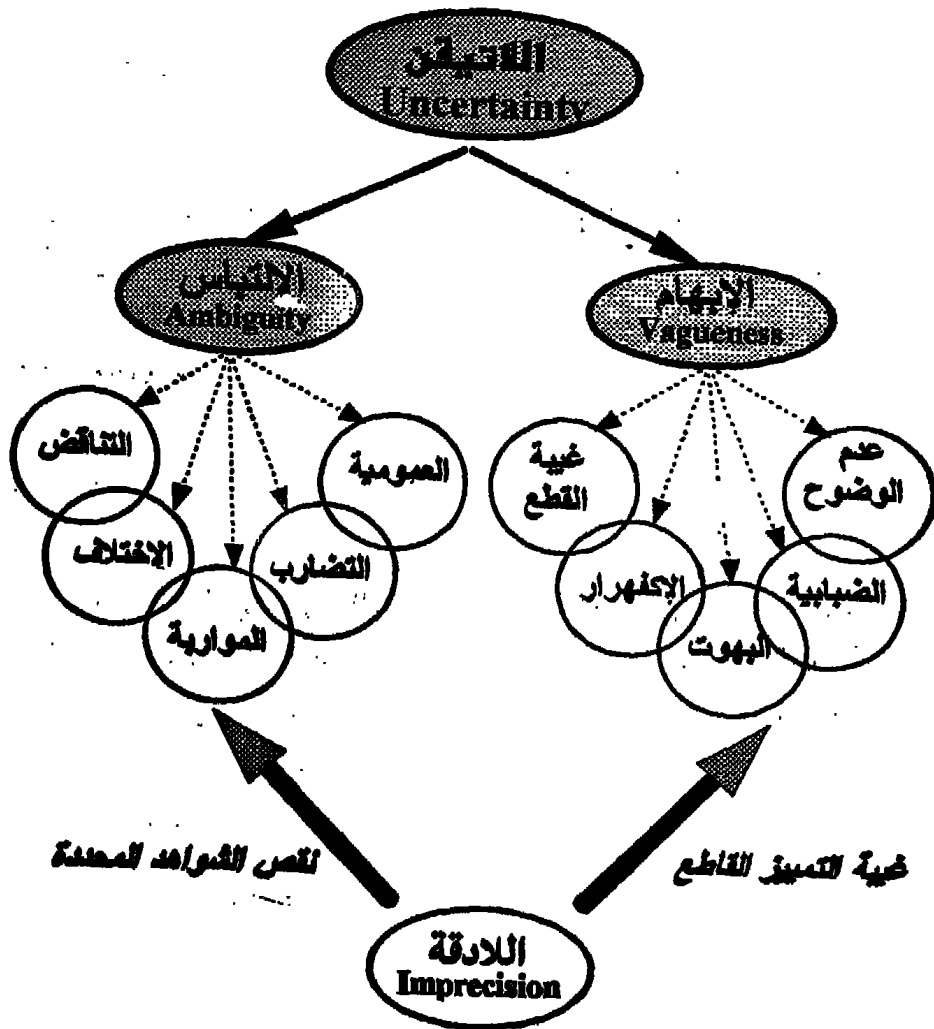 اللاتيقن
Uncertainty
الإبهام
Vagueness
الإلتباس
Ambiguity
عدم
الوضوح
الضبابية
البهوت
الإكفهرار
غيبة
القطع
العمومية
التضارب
المواربة
الإختلاف
التناقض
غيبة التمييز القاطع
نقص الشواهد المحددة
اللادقة
Imprecision